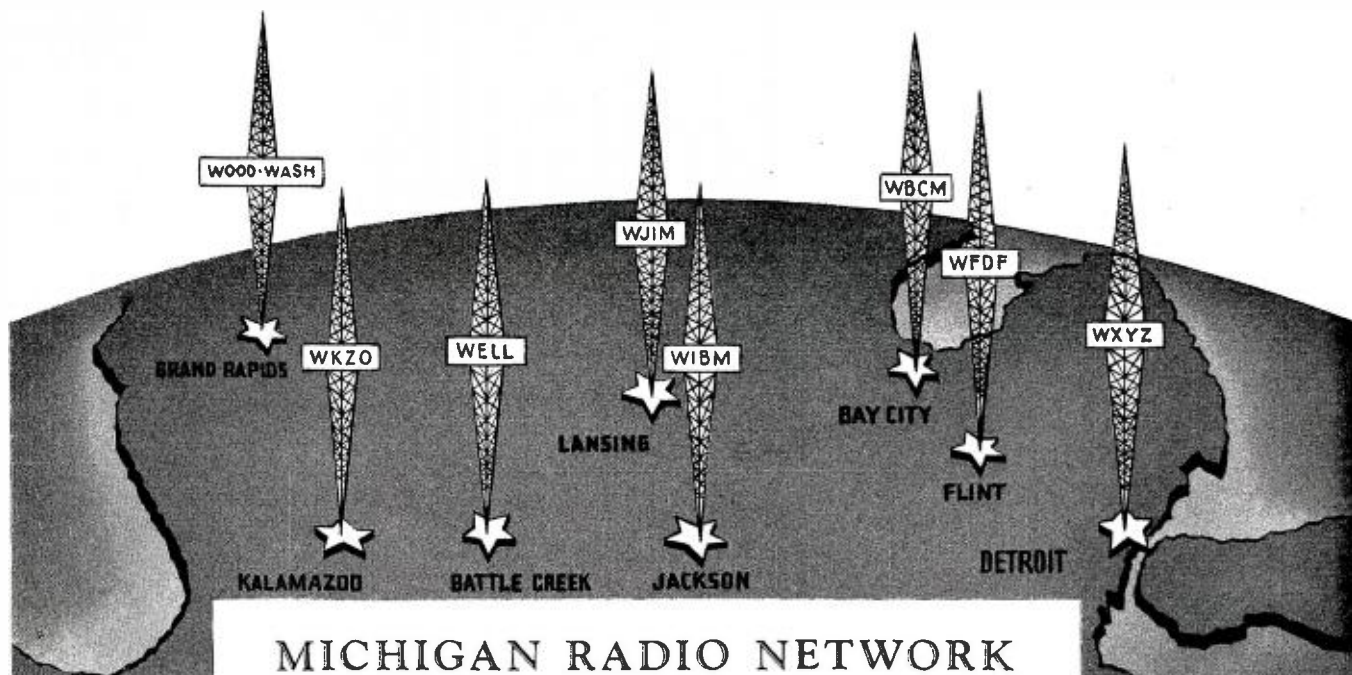 WOOD·WASH
WBCM
WJIM
WFDF
WXYZ
WKZO
WELL
WIBM
GRAND RAPIDS
BAY CITY
LANSING
FLINT
DETROIT
KALAMAZOO
BATTLE CREEK
JACKSON
MICHIGAN RADIO NETWORK